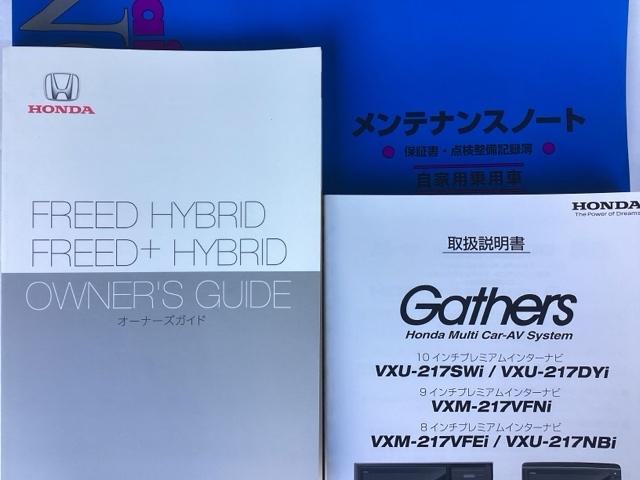 HONDA
FREED HYBRID
FREED+ HYBRID
OWNER'S GUIDE
オーナーズガイド
メンテナンスノート
保証書・点検整備記録簿
自家用乗用車
HONDA
The Power of Dreams
取扱説明書
Gathers
Honda Multi Car-AV System
10インチプレミアムインターナビ
VXU-217SWi / VXU-217DYi
9インチプレミアムインターナビ
VXM-217VFNi
8インチプレミアムインターナビ
VXM-217VFEi / VXU-217NBi